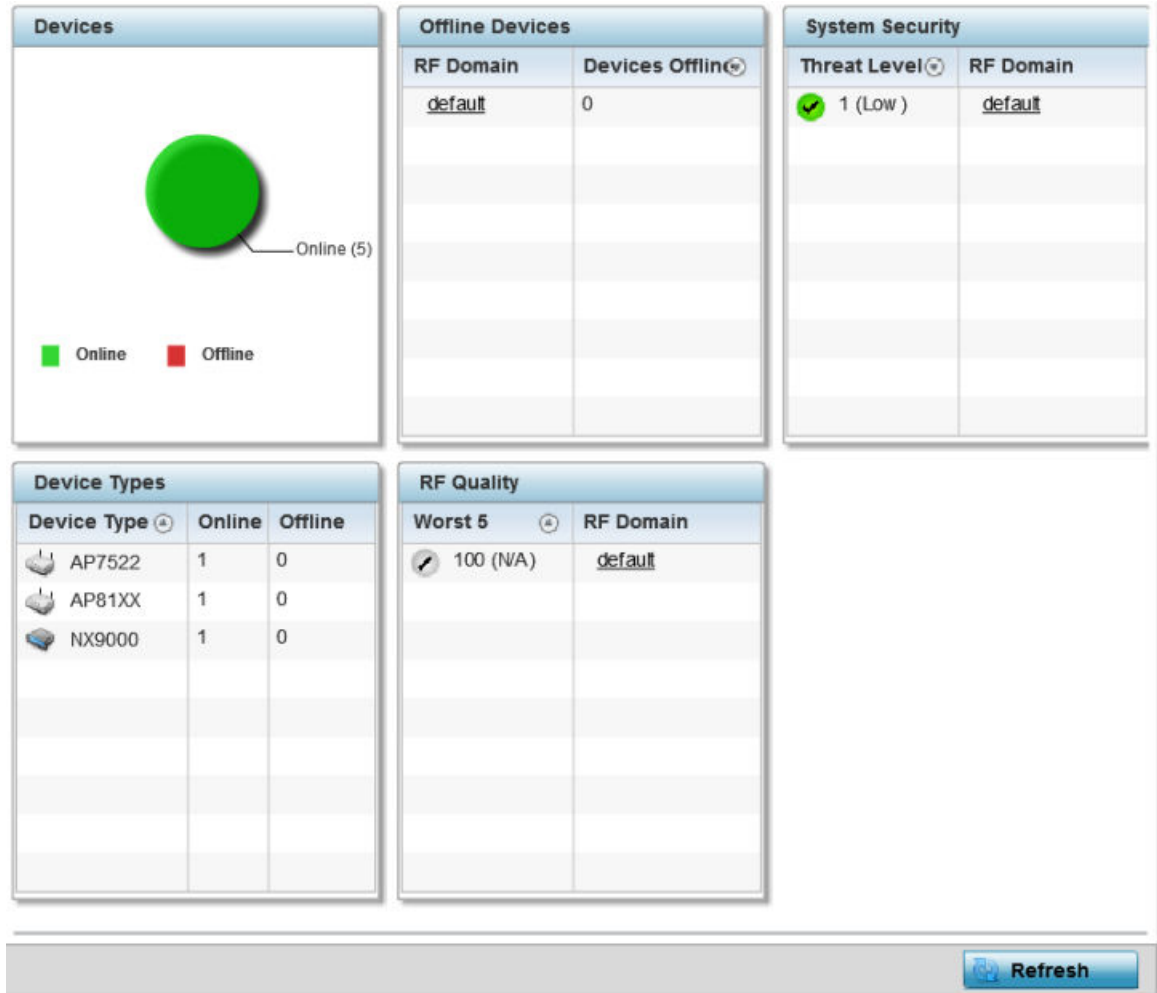 Devices
Online (5)
Online Offline
Offline Devices
RF Domain Devices Offline
default 0
System Security
Threat Level RF Domain
1 (Low ) default
Device Types
Device Type Online Offline
AP7522 1 0
AP81XX 1 0
NX9000 1 0
RF Quality
Worst 5 RF Domain
100 (N/A) default
Refresh